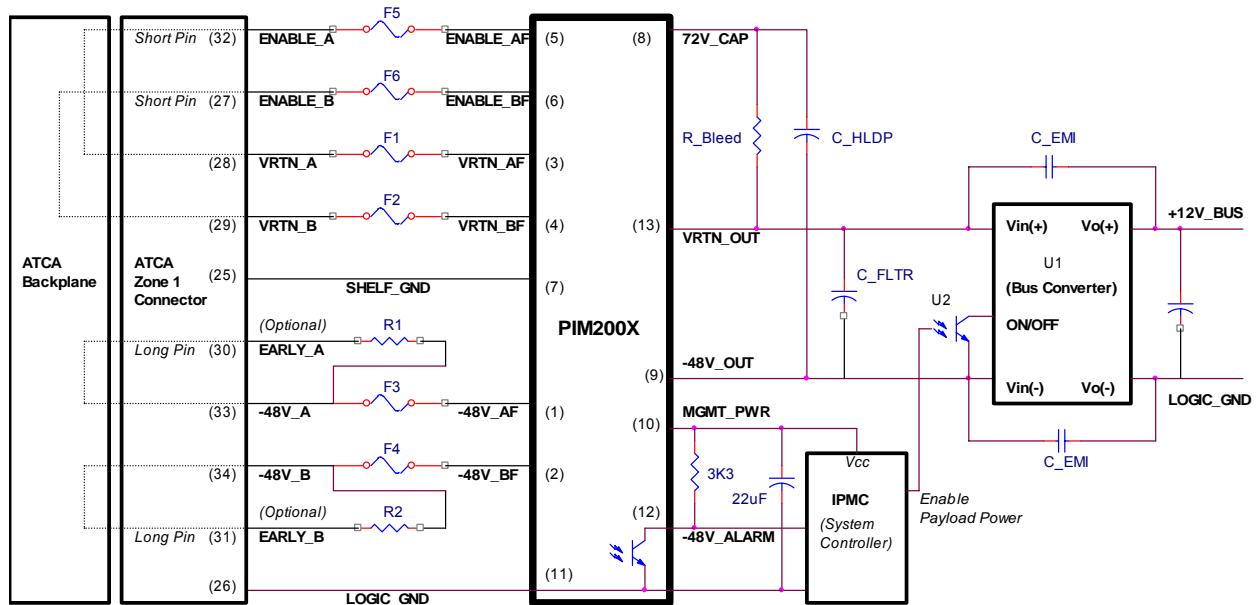 ATCA
Backplane
ATCA
Zone 1
Connector
Short Pin (32) ENABLE_A F5 ENABLE_AF (5)
Short Pin (27) ENABLE_B F6 ENABLE_BF (6)
(28) VRTN_A F1 VRTN_AF (3)
(29) VRTN_B F2 VRTN_BF (4)
(25) SHELF_GND (7)
(Optional)
Long Pin (30) EARLY_A R1
(33) -48V_A F3 -48V_AF (1)
(34) -48V_B F4 -48V_BF (2)
(Optional)
Long Pin (31) EARLY_B R2
(26) LOGIC_GND (11)
PIM200X
(8) 72V_CAP
R_Bleed
C_HLDP
(13) VRTN_OUT
C_FLTR
(9) -48V_OUT
(10) MGMT_PWR
3K3
22uF
(12) -48V_ALARM
Vcc
IPMC
(System
Controller)
Enable
Payload Power
U2
C_EMI
Vin(+) Vo(+)
U1
(Bus Converter)
ON/OFF
Vin(-) Vo(-)
C_EMI
+12V_BUS
LOGIC_GND